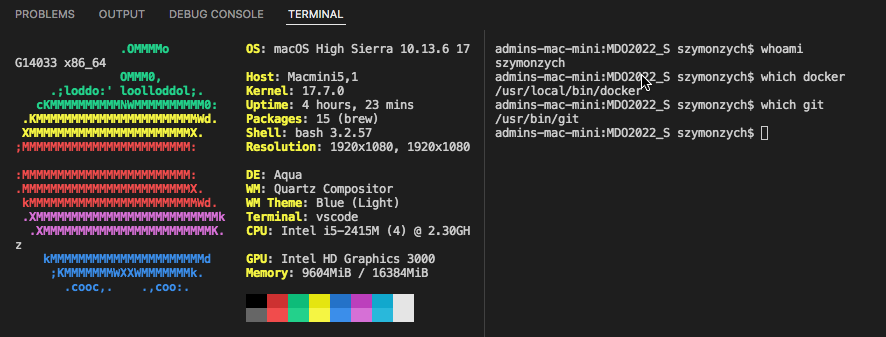 PROBLEMS OUTPUT DEBUG CONSOLE TERMINAL
.OMMMMo OS: macOS High Sierra 10.13.6 17
G14033 x86_64
OMMM0, Host: Macmini5,1
.;loddo:' loolloddol;. Kernel: 17.7.0
cKMMMMMMMMMMNWMMMMMMMMMM0: Uptime: 4 hours, 23 mins
.KMMMMMMMMMMMMMMMMMMMMMMMWd. Packages: 15 (brew)
XMMMMMMMMMMMMMMMMMMMMMMMX. Shell: bash 3.2.57
;MMMMMMMMMMMMMMMMMMMMMMMM: Resolution: 1920x1080, 1920x1080
:MMMMMMMMMMMMMMMMMMMMMMMM: DE: Aqua
.MMMMMMMMMMMMMMMMMMMMMMMMX. WM: Quartz Compositor
kMMMMMMMMMMMMMMMMMMMMMMMMWd. WM Theme: Blue (Light)
.XMMMMMMMMMMMMMMMMMMMMMMMMMMk Terminal: vscode
.XMMMMMMMMMMMMMMMMMMMMMMMMK. CPU: Intel i5-2415M (4) @ 2.30GH
z
kMMMMMMMMMMMMMMMMMMMMMMd GPU: Intel HD Graphics 3000
;KMMMMMMMWXXWMMMMMMMk. Memory: 9604MiB / 16384MiB
.cooc,. .,coo:.
admins-mac-mini:MDO2022_S szymonzych$ whoami
szymonzych
admins-mac-mini:MDO2022_S szymonzych$ which docker
/usr/local/bin/docker
admins-mac-mini:MDO2022_S szymonzych$ which git
/usr/bin/git
admins-mac-mini:MDO2022_S szymonzych$